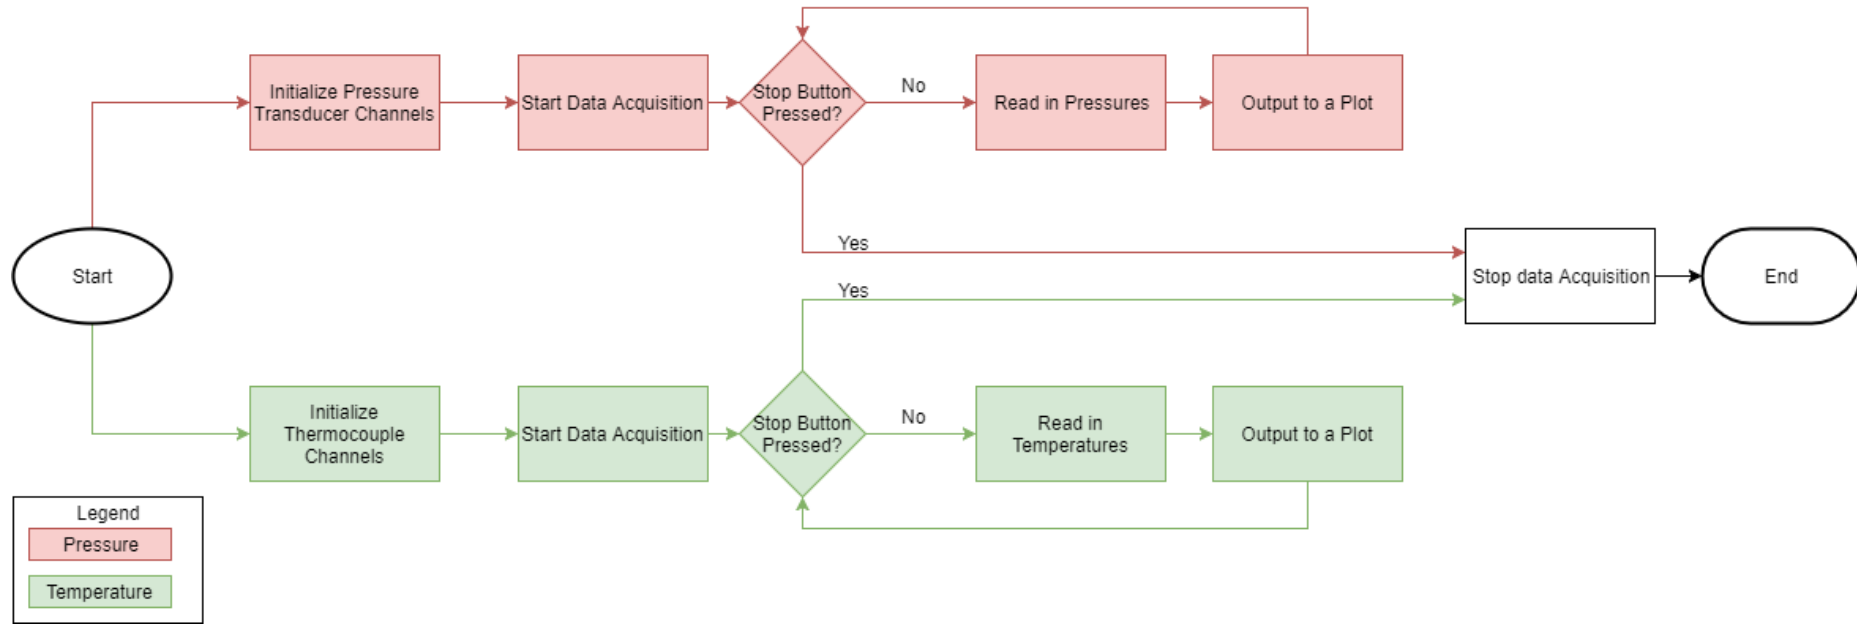 Initialize Pressure
Transducer Channels
Start Data Acquisition
Stop Button
Pressed?
No
Read in Pressures
Output to a Plot
Yes
Start
Stop data Acquisition
End
Yes
Initialize
Thermocouple
Channels
Start Data Acquisition
Stop Button
Pressed?
No
Read in
Temperatures
Output to a Plot
Legend
Pressure
Temperature